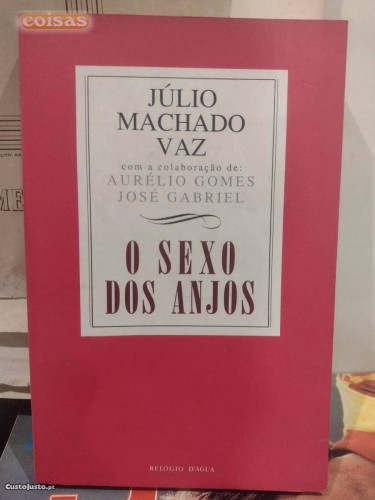 coisas
JÚLIO
MACHADO
VAZ
com a colaboração de:
AURÉLIO GOMES
JOSÉ GABRIEL
O SEXO
DOS ANJOS
RELÓGIO D'ÁGUA
CustoJusto.pt